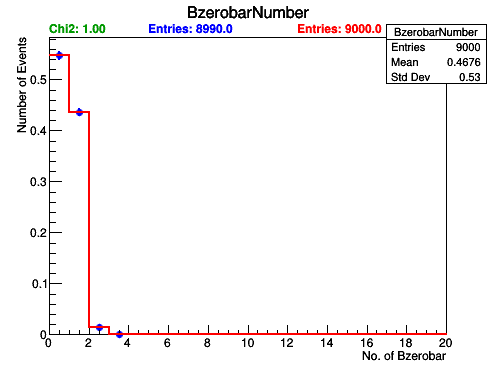 BzerobarNumber
Chi2: 1.00 Entries: 8990.0 Entries: 9000.0
BzerobarNumber
Entries 9000
Mean 0.4676
Std Dev 0.53
Number of Events
0.5
0.4
0.3
0.2
0.1
0
0 2 4 6 8 10 12 14 16 18 20
No. of Bzerobar